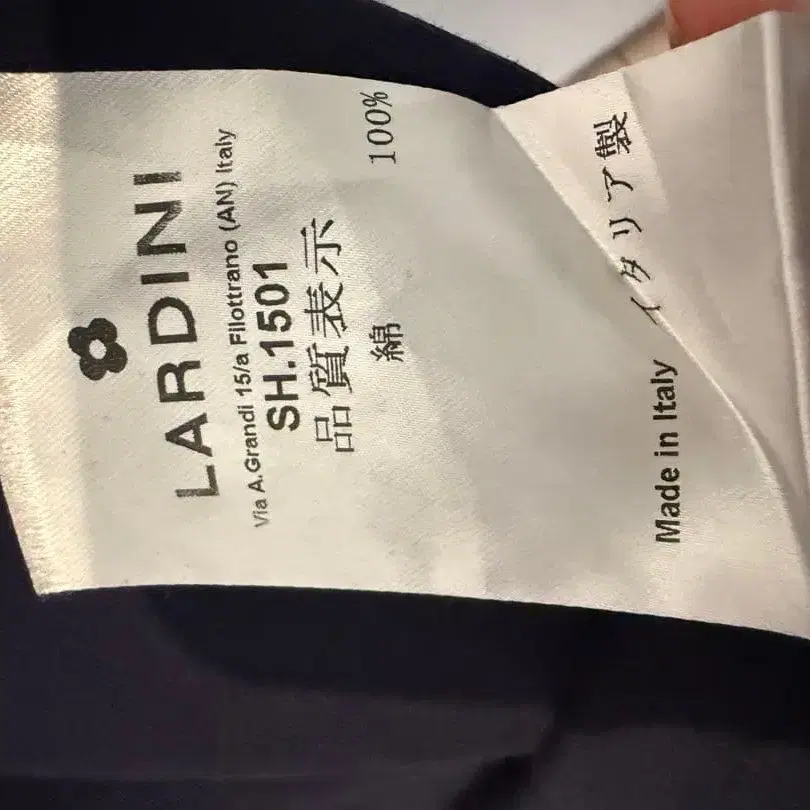 LARDINI
Via A.Grandi 15/a Filottrano (AN) Italy
SH.1501
品質表示
綿 100%
Made in Italy イタリア製